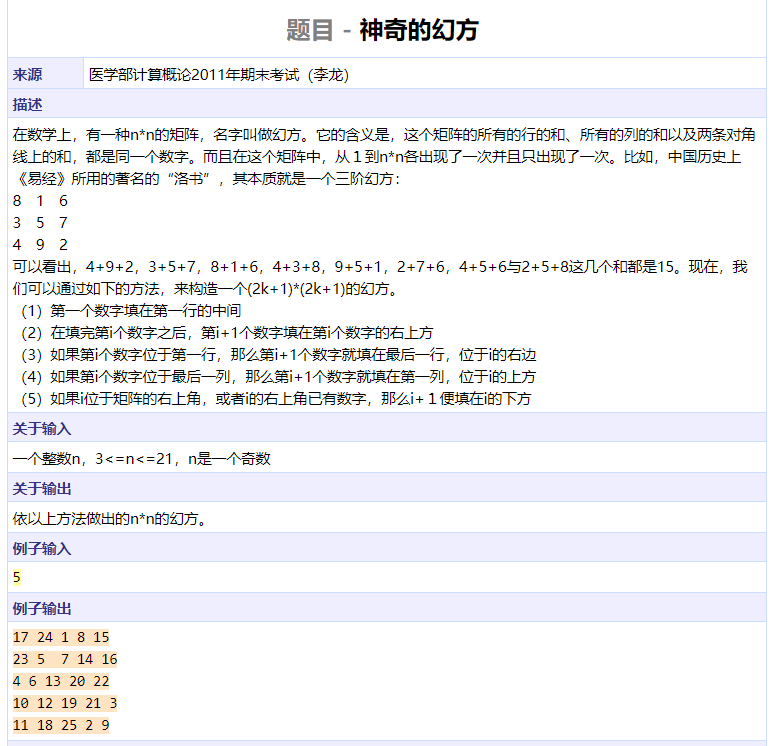 题目 - 神奇的幻方
来源 医学部计算概论2011年期末考试（李龙）
描述
在数学上，有一种n*n的矩阵，名字叫做幻方。它的含义是，这个矩阵的所有的行的和、所有的列的和以及两条对角
线上的和，都是同一个数字。而且在这个矩阵中，从１到n*n各出现了一次并且只出现了一次。比如，中国历史上
《易经》所用的著名的“洛书”，其本质就是一个三阶幻方：
8 1 6
3 5 7
4 9 2
可以看出，4+9+2，3+5+7，8+1+6，4+3+8，9+5+1，2+7+6，4+5+6与2+5+8这几个和都是15。现在，我
们可以通过如下的方法，来构造一个(2k+1)*(2k+1)的幻方。
（1）第一个数字填在第一行的中间
（2）在填完第i个数字之后，第i+1个数字填在第i个数字的右上方
（3）如果第i个数字位于第一行，那么第i+1个数字就填在最后一行，位于i的右边
（4）如果第i个数字位于最后一列，那么第i+1个数字就填在第一列，位于i的上方
（5）如果i位于矩阵的右上角，或者i的右上角已有数字，那么i+１便填在i的下方
关于输入
一个整数n，3<=n<=21，n是一个奇数
关于输出
依以上方法做出的n*n的幻方。
例子输入
5
例子输出
17 24 1 8 15
23 5  7 14 16
4 6 13 20 22
10 12 19 21 3
11 18 25 2 9